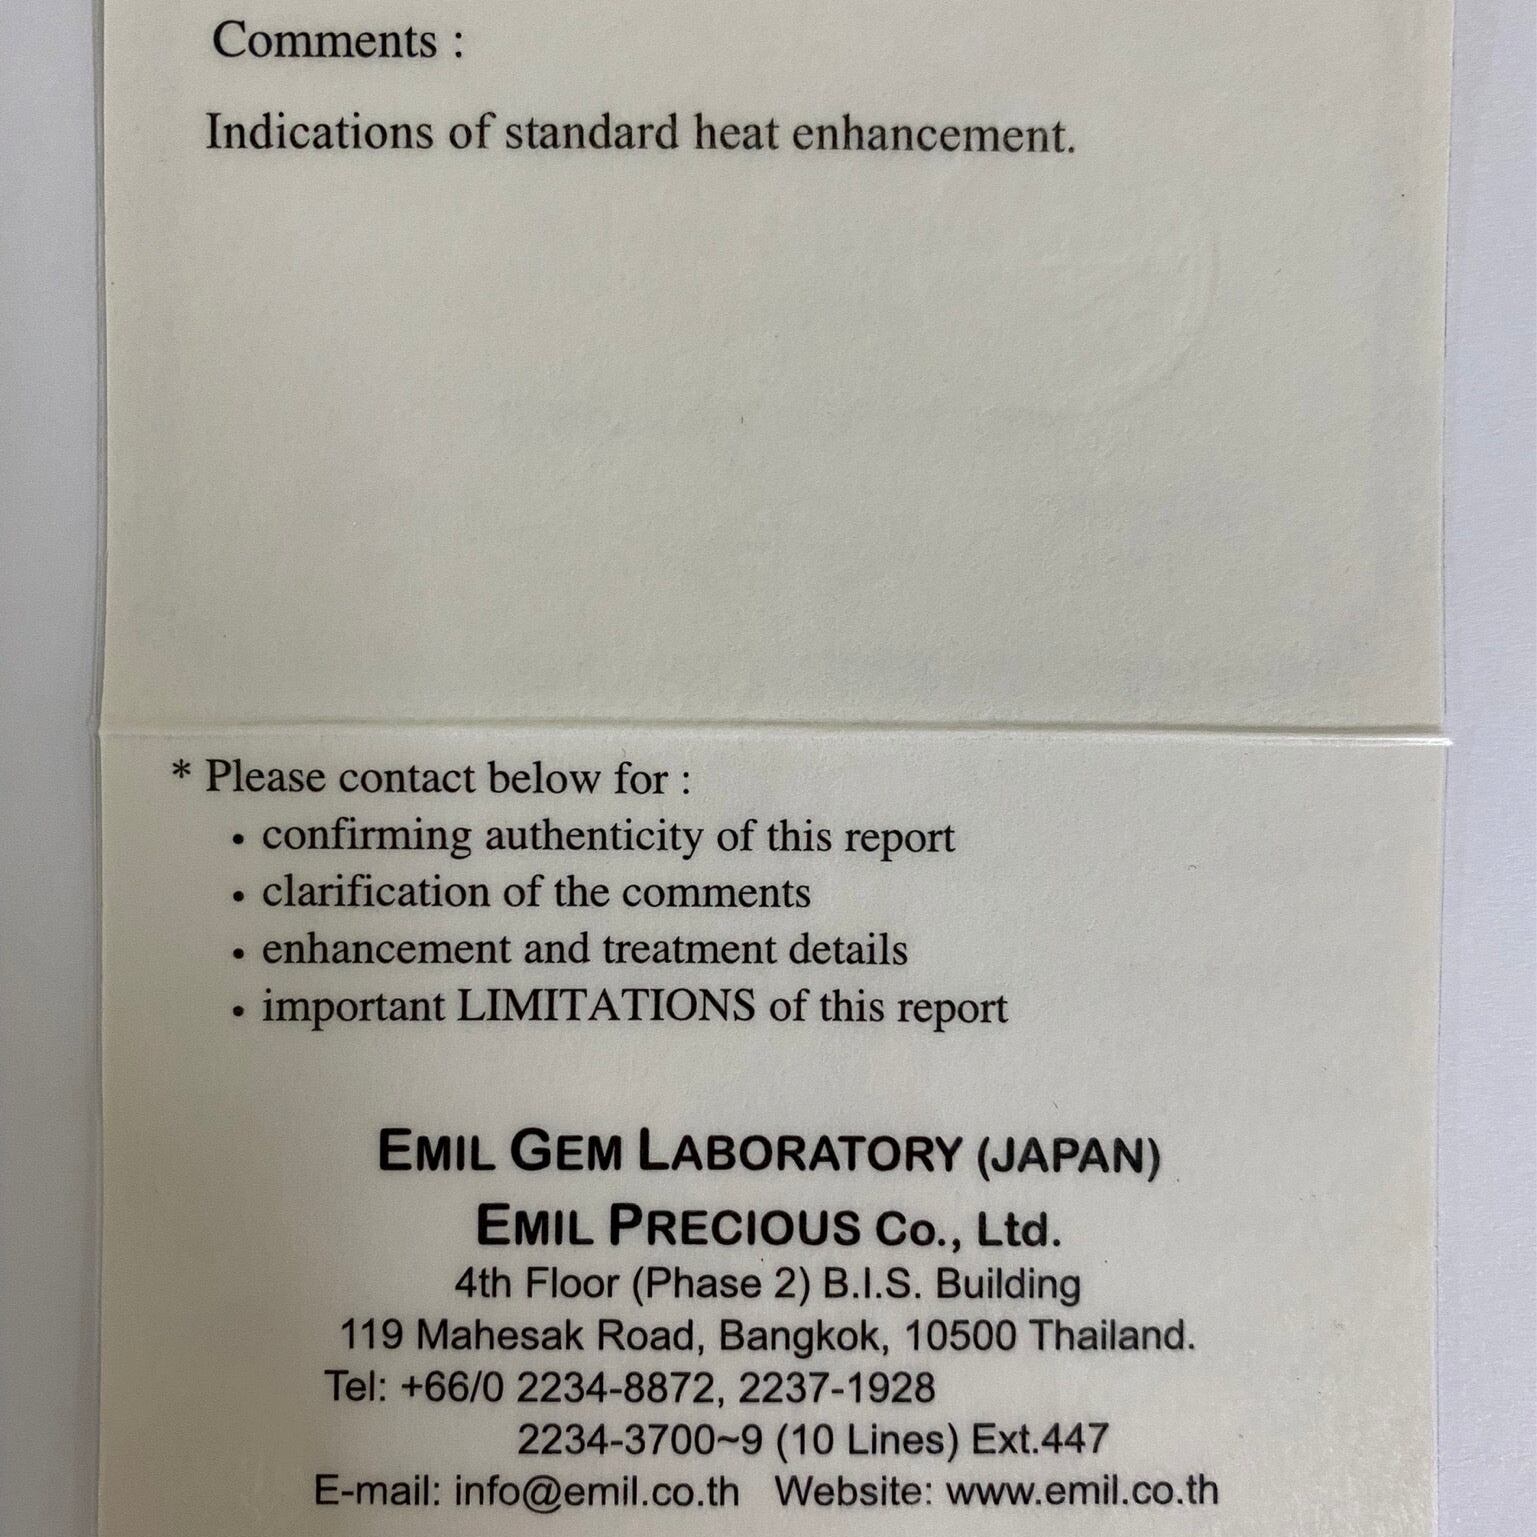 Comments :
Indications of standard heat enhancement.
* Please contact below for :
• confirming authenticity of this report
• clarification of the comments
• enhancement and treatment details
• important LIMITATIONS of this report
EMIL GEM LABORATORY (JAPAN)
EMIL PRECIOUS Co., Ltd.
4th Floor (Phase 2) B.I.S. Building
119 Mahesak Road, Bangkok, 10500 Thailand.
Tel: +66/0 2234-8872, 2237-1928
2234-3700~9 (10 Lines) Ext.447
E-mail: info@emil.co.th Website: www.emil.co.th